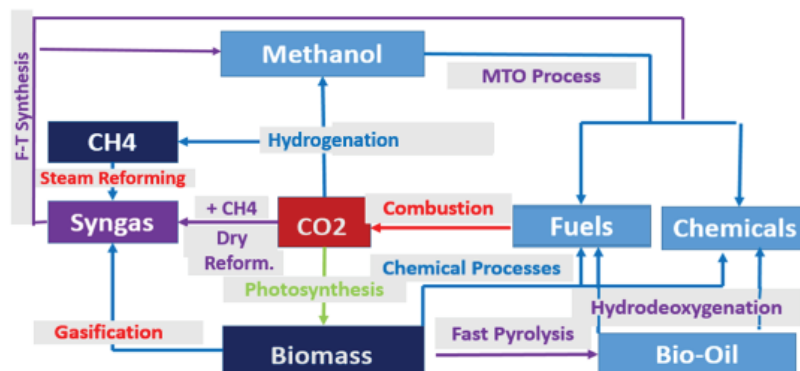 Methanol
MTO Process
F-T Synthesis
CH4
Hydrogenation
Steam Reforming
Syngas
+ CH4
CO2
Combustion
Fuels
Chemicals
Dry
Reform.
Chemical Processes
Photosynthesis
Hydrodeoxygenation
Gasification
Fast Pyrolysis
Biomass
Bio-Oil